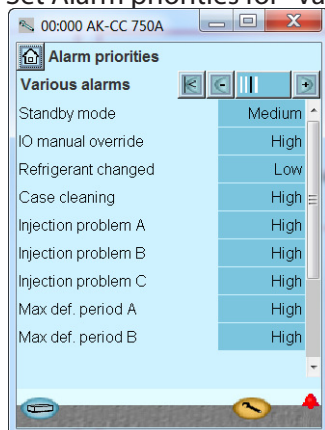 Set Alarm priorities for "Va
00:000 AK-CC 750A
Alarm priorities
Various alarms
Standby mode Medium
IO manual override High
Refrigerant changed Low
Case cleaning High
Injection problem A High
Injection problem B High
Injection problem C High
Max def. period A High
Max def. period B High